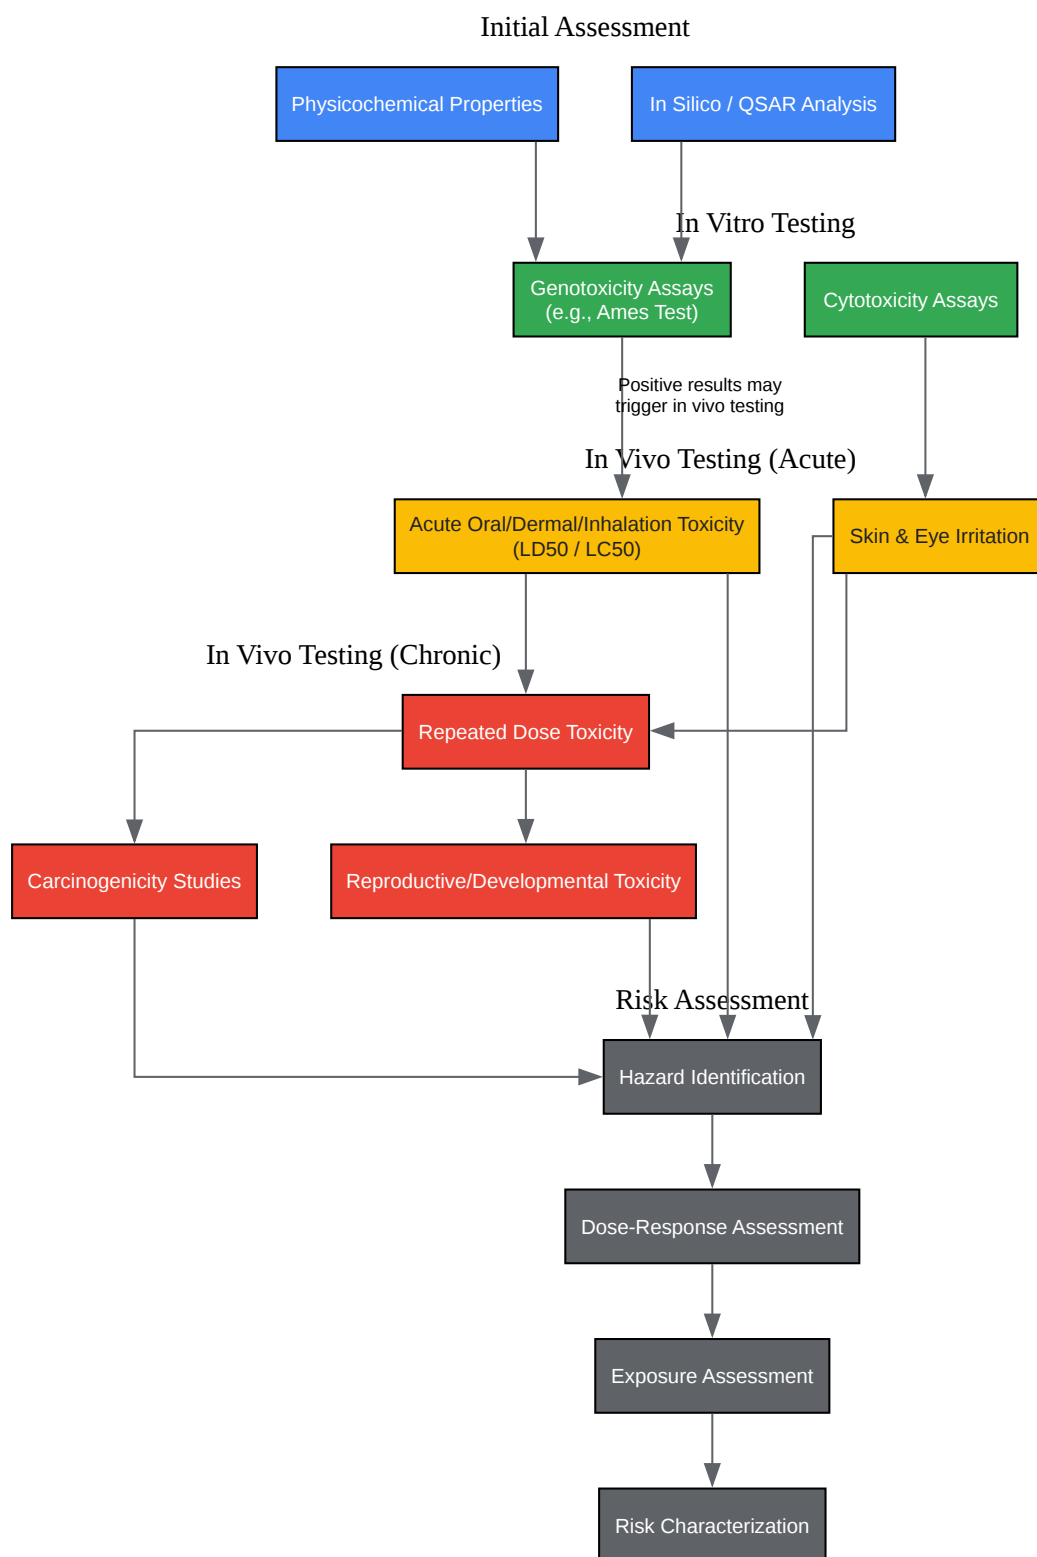 Initial Assessment
Physicochemical Properties
In Silico / QSAR Analysis
In Vitro Testing
Genotoxicity Assays
(e.g., Ames Test)
Cytotoxicity Assays
Positive results may
trigger in vivo testing
In Vivo Testing (Acute)
Acute Oral/Dermal/Inhalation Toxicity
(LD50 / LC50)
Skin & Eye Irritation
In Vivo Testing (Chronic)
Repeated Dose Toxicity
Carcinogenicity Studies
Reproductive/Developmental Toxicity
Risk Assessment
Hazard Identification
Dose-Response Assessment
Exposure Assessment
Risk Characterization